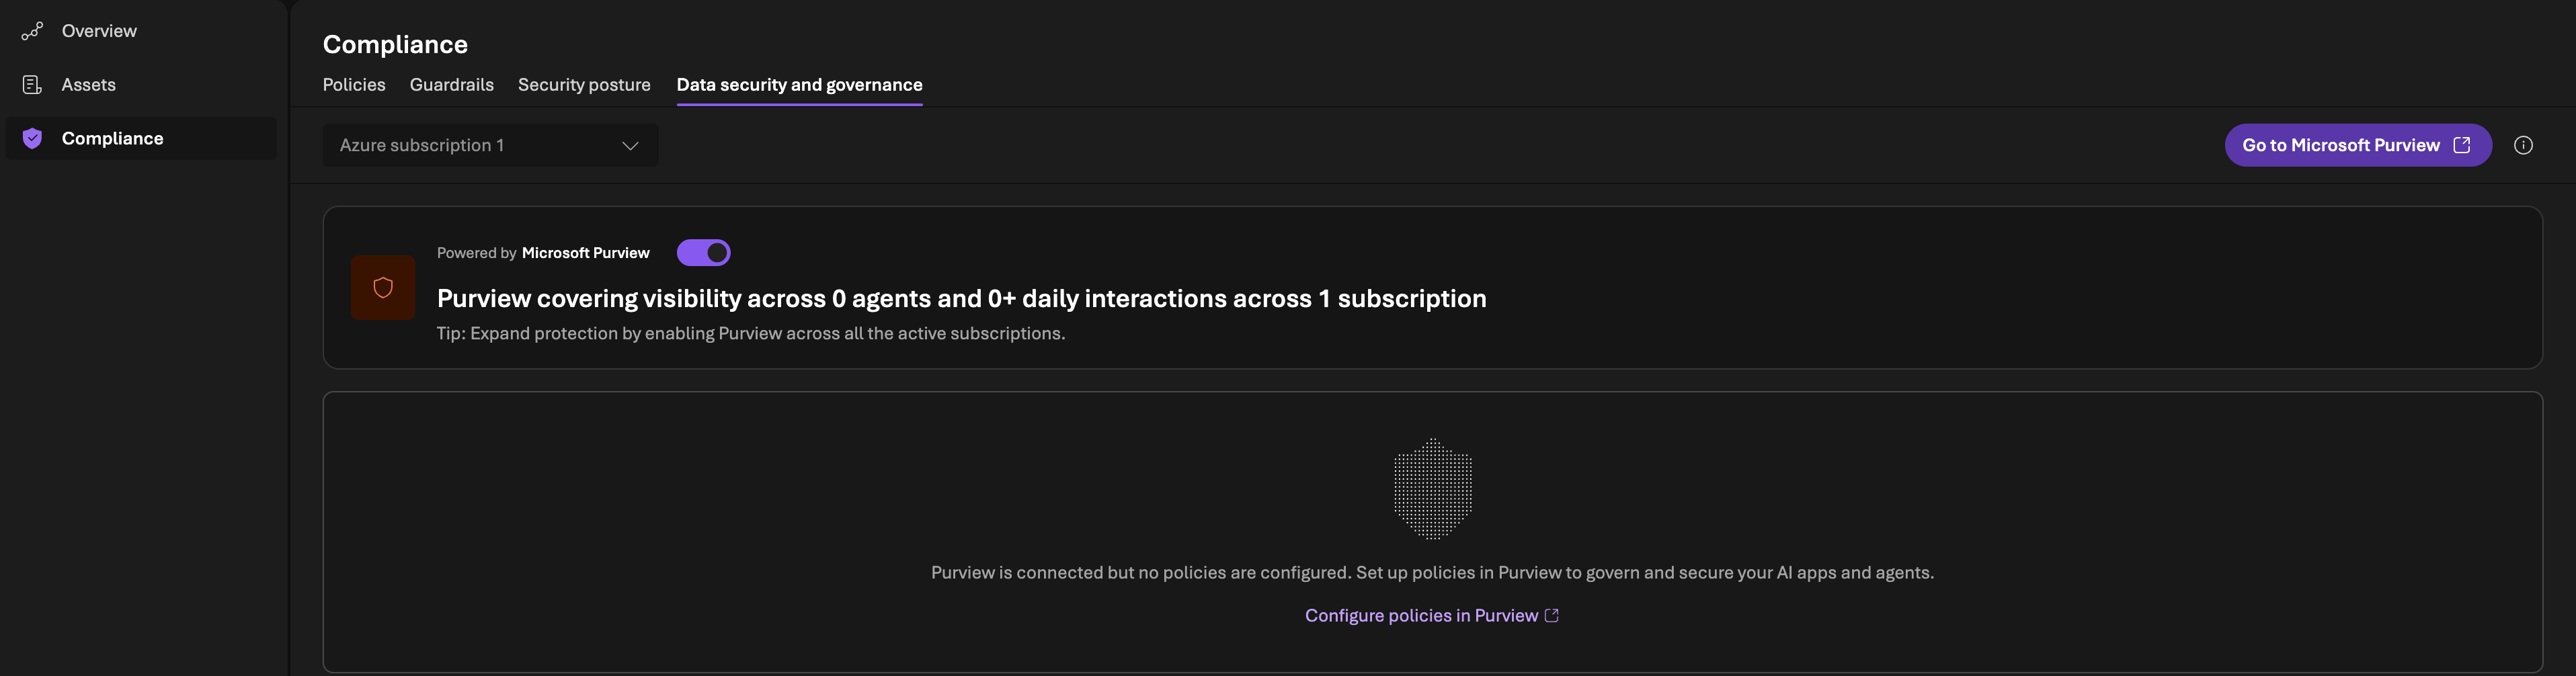 Overview
Assets
Compliance
Compliance
Policies Guardrails Security posture Data security and governance
Azure subscription 1
Go to Microsoft Purview
Powered by Microsoft Purview
Purview covering visibility across 0 agents and 0+ daily interactions across 1 subscription
Tip: Expand protection by enabling Purview across all the active subscriptions.
Purview is connected but no policies are configured. Set up policies in Purview to govern and secure your AI apps and agents.
Configure policies in Purview